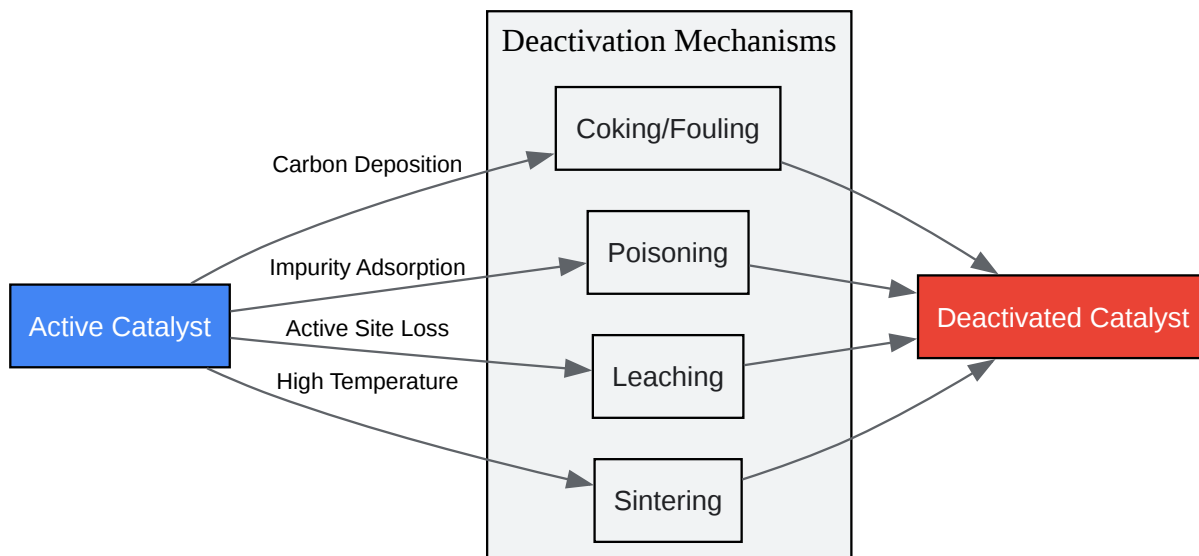 Deactivation Mechanisms
Coking/Fouling
Carbon Deposition
Poisoning
Impurity Adsorption
Active Catalyst
Deactivated Catalyst
Active Site Loss
Leaching
High Temperature
Sintering